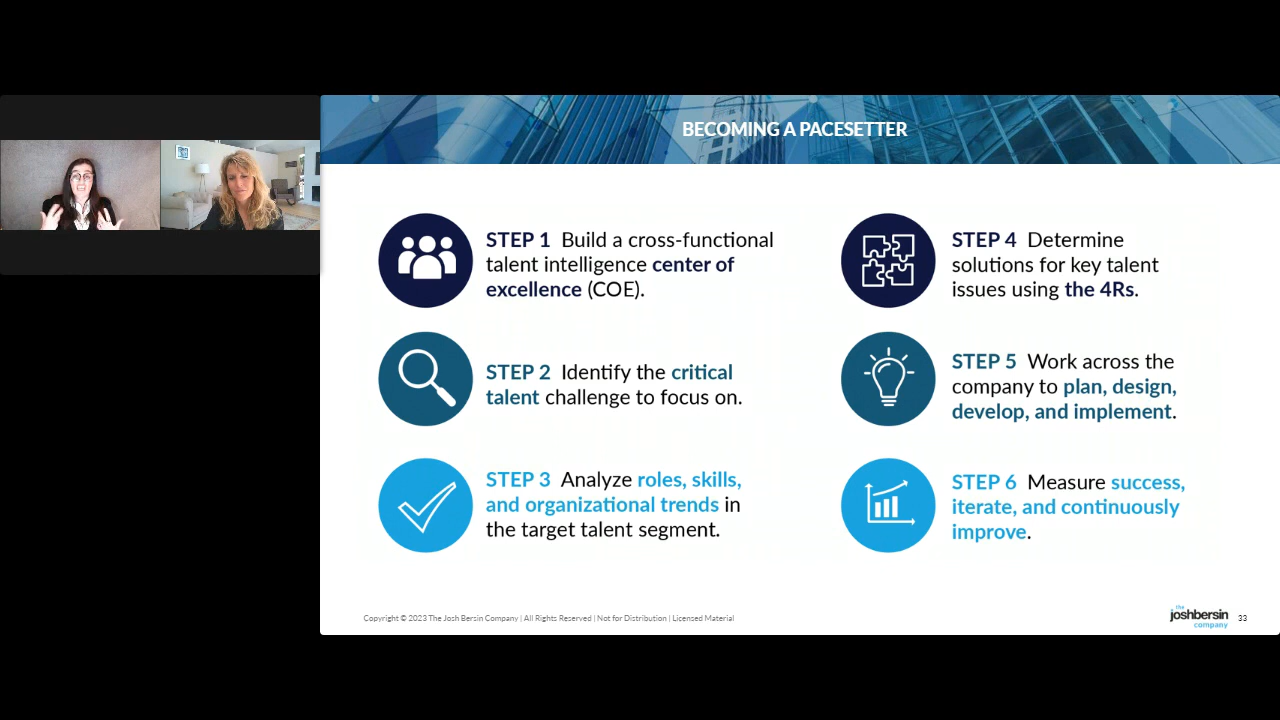 BECOMING A PACESETTER
STEP 1 Build a cross-functional
talent intelligence center of
excellence (COE).
STEP 2 Identify the critical
talent challenge to focus on.
STEP 3 Analyze roles, skills,
and organizational trends in
the target talent segment.
STEP 4 Determine
solutions for key talent
issues using the 4Rs.
STEP 5 Work across the
company to plan, design,
develop, and implement.
STEP 6 Measure success,
iterate, and continuously
improve.
Copyright © 2023 The Josh Bersin Company | All Rights Reserved | Not for Distribution | Licensed Material
the
joshbersin
company
33